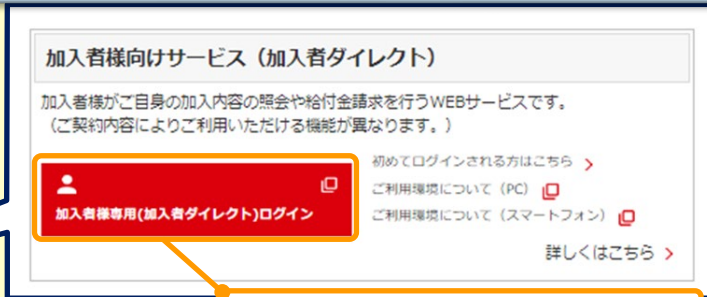 加入者様向けサービス（加入者ダイレクト）
加入者様がご自身の加入内容の照会や給付金請求を行うWEBサービスです。
（ご契約内容によりご利用いただける機能が異なります。）
初めてログインされる方はこちら
ご利用環境について（PC）
加入者様専用(加入者ダイレクト)ログイン
ご利用環境について（スマートフォン）
詳しくはこちら